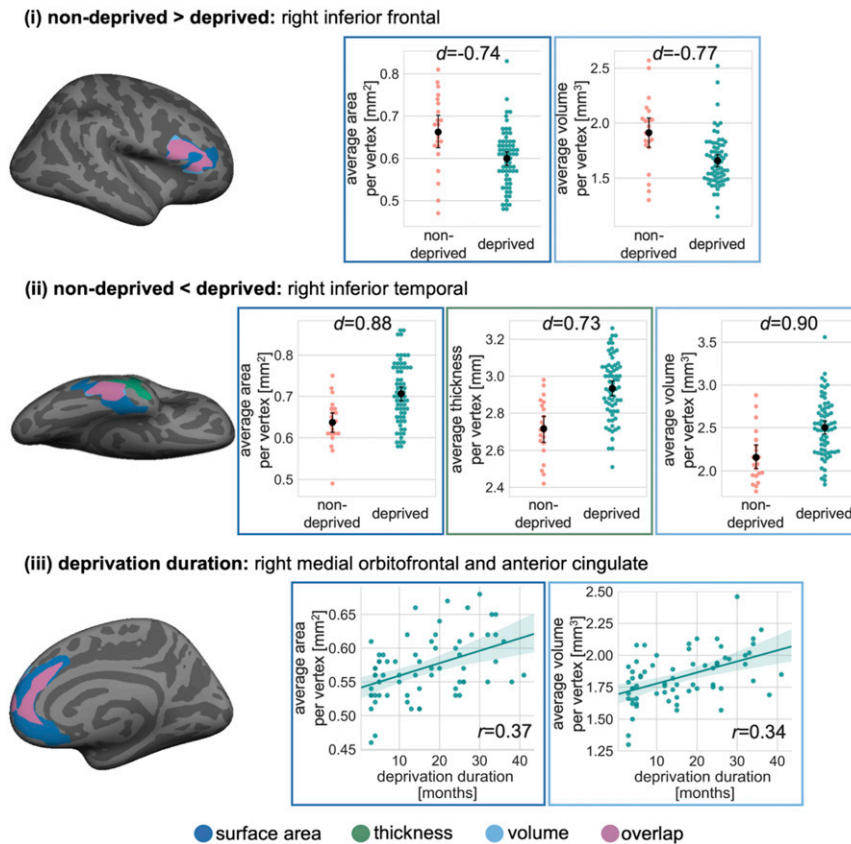 (i) non-deprived > deprived: right inferior frontal
d=-0.74
d=-0.77
average area
per vertex [mm²]
0.8
0.7
0.6
0.5
non-
deprived
deprived
average volume
per vertex [mm³]
2.5
2.0
1.5
non-
deprived
deprived
(ii) non-deprived < deprived: right inferior temporal
d=0.88
d=0.73
d=0.90
average area
per vertex [mm²]
0.8
0.7
0.6
0.5
non-
deprived
deprived
average thickness
per vertex [mm]
3.2
3.0
2.8
2.6
2.4
non-
deprived
deprived
average volume
per vertex [mm³]
3.5
3.0
2.5
2.0
non-
deprived
deprived
(iii) deprivation duration: right medial orbitofrontal and anterior cingulate
average area
per vertex [mm²]
0.65
0.60
0.55
0.50
0.45
r=0.37
10 20 30 40
deprivation duration
[months]
average volume
per vertex [mm³]
2.50
2.25
2.00
1.75
1.50
1.25
r=0.34
0 10 20 30 40
deprivation duration
[months]
surface area
thickness
volume
overlap